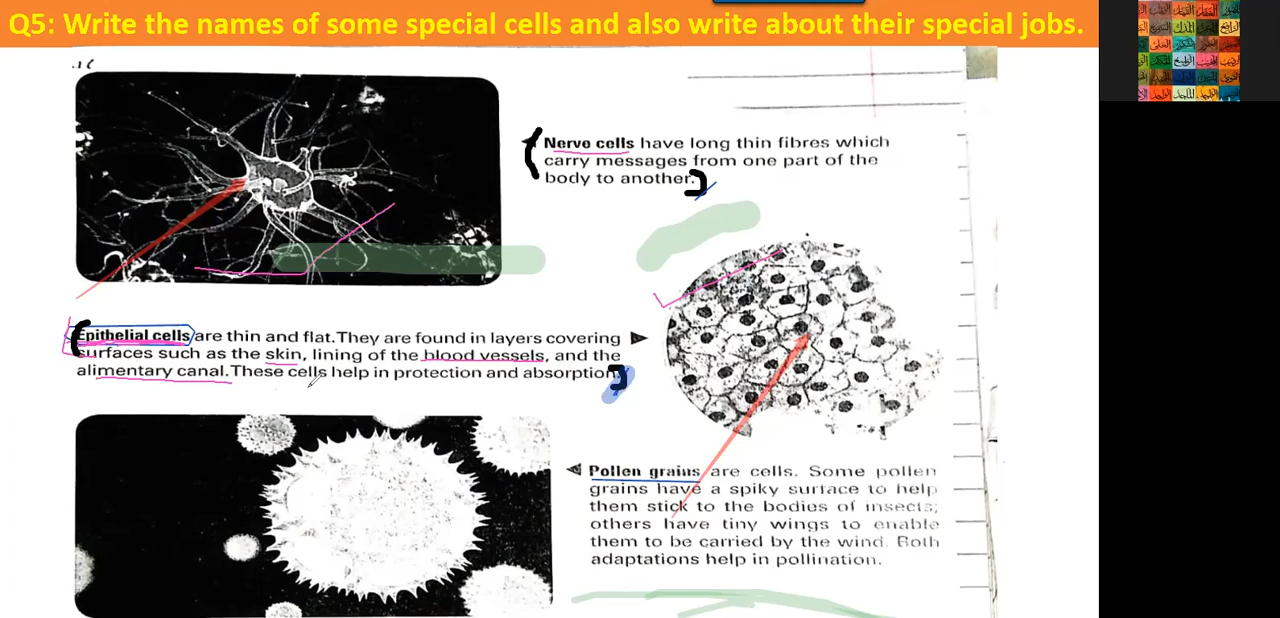 Q5: Write the names of some special cells and also write about their special jobs.
Nerve cells have long thin fibres which
carry messages from one part of the
body to another.
Epithelial cells are thin and flat. They are found in layers covering
surfaces such as the skin, lining of the blood vessels, and the
alimentary canal. These cells help in protection and absorption.
Pollen grains are cells. Some pollen
grains have a spiky surface to help
them stick to the bodies of insects;
others have tiny wings to enable
them to be carried by the wind. Both
adaptations help in pollination.